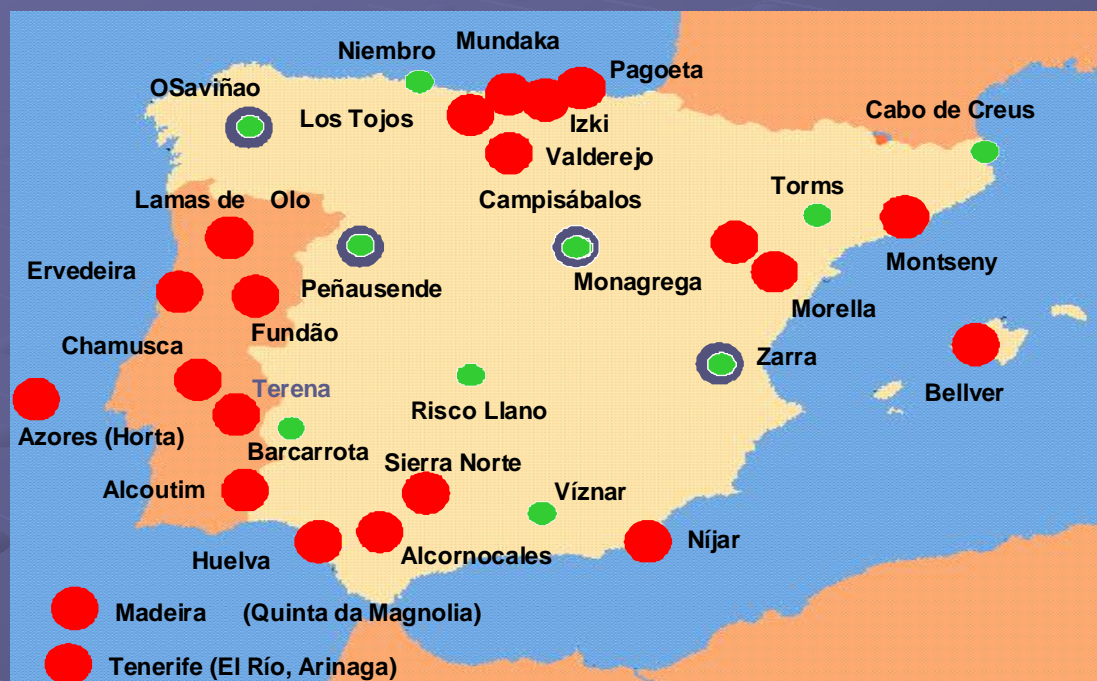 Niembro
Mundaka
Pagoeta
OSaviñao
Los Tojos
Izki
Cabo de Creus
Valderejo
Torms
Lamas de Olo
Campisábalos
Ervedeira
Peñausende
Monagrega
Montseny
Fundão
Morella
Chamusca
Zarra
Terena
Bellver
Risco Llano
Azores (Horta)
Barcarrota
Sierra Norte
Alcoutim
Víznar
Huelva
Alcornocales
Níjar
Madeira (Quinta da Magnolia)
Tenerife (El Río, Arinaga)